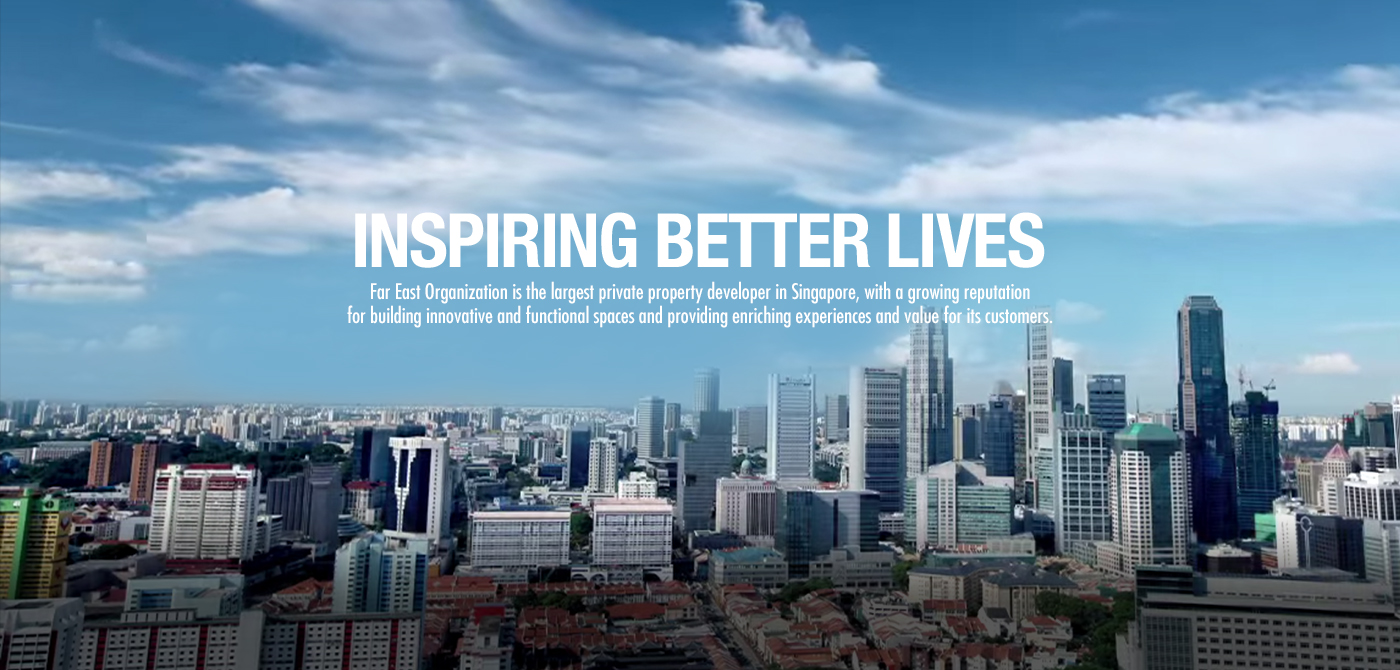 INSPIRING BETTER LIVES
Far East Organization is the largest private property developer in Singapore, with a growing reputation
for building innovative and functional spaces and providing enriching experiences and value for its customers.